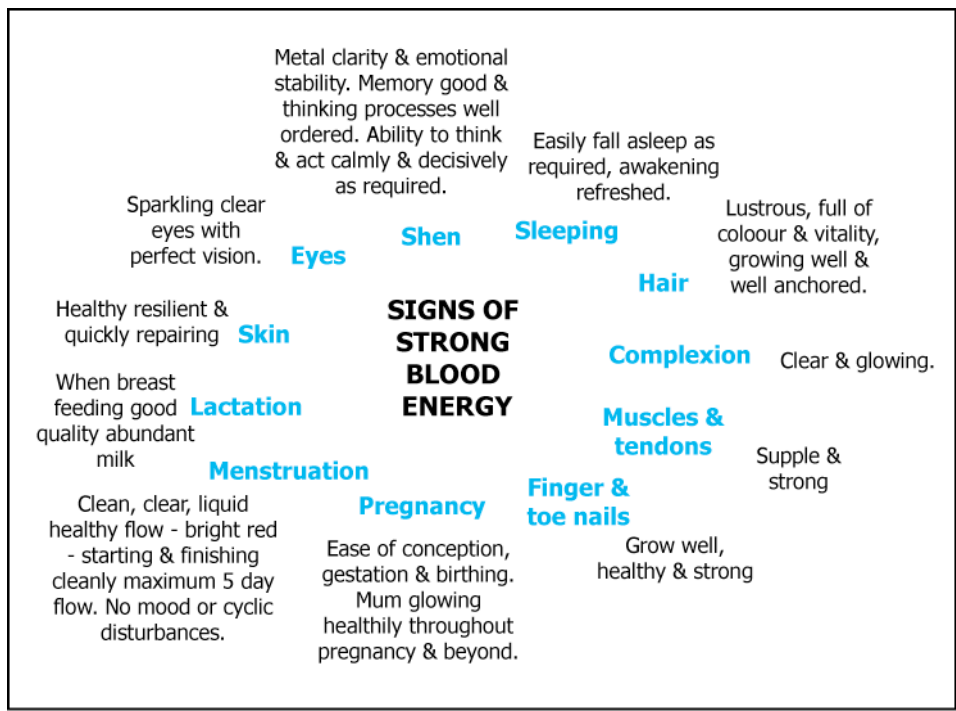 Metal clarity & emotional
stability. Memory good &
thinking processes well
ordered. Ability to think
& act calmly & decisively
as required.
Shen
Easily fall asleep as
required, awakening
refreshed.
Sleeping
Sparkling clear
eyes with
perfect vision.
Eyes
Lustrous, full of
coloour & vitality,
growing well &
well anchored.
Hair
Healthy resilient &
quickly repairing
Skin
SIGNS OF
STRONG
BLOOD
ENERGY
Complexion
Clear & glowing.
When breast
feeding good
quality abundant
milk
Lactation
Muscles &
tendons
Supple &
strong
Menstruation
Clean, clear, liquid
healthy flow - bright red
- starting & finishing
cleanly maximum 5 day
flow. No mood or cyclic
disturbances.
Pregnancy
Ease of conception,
gestation & birthing.
Mum glowing
healthily throughout
pregnancy & beyond.
Finger &
toe nails
Grow well,
healthy & strong